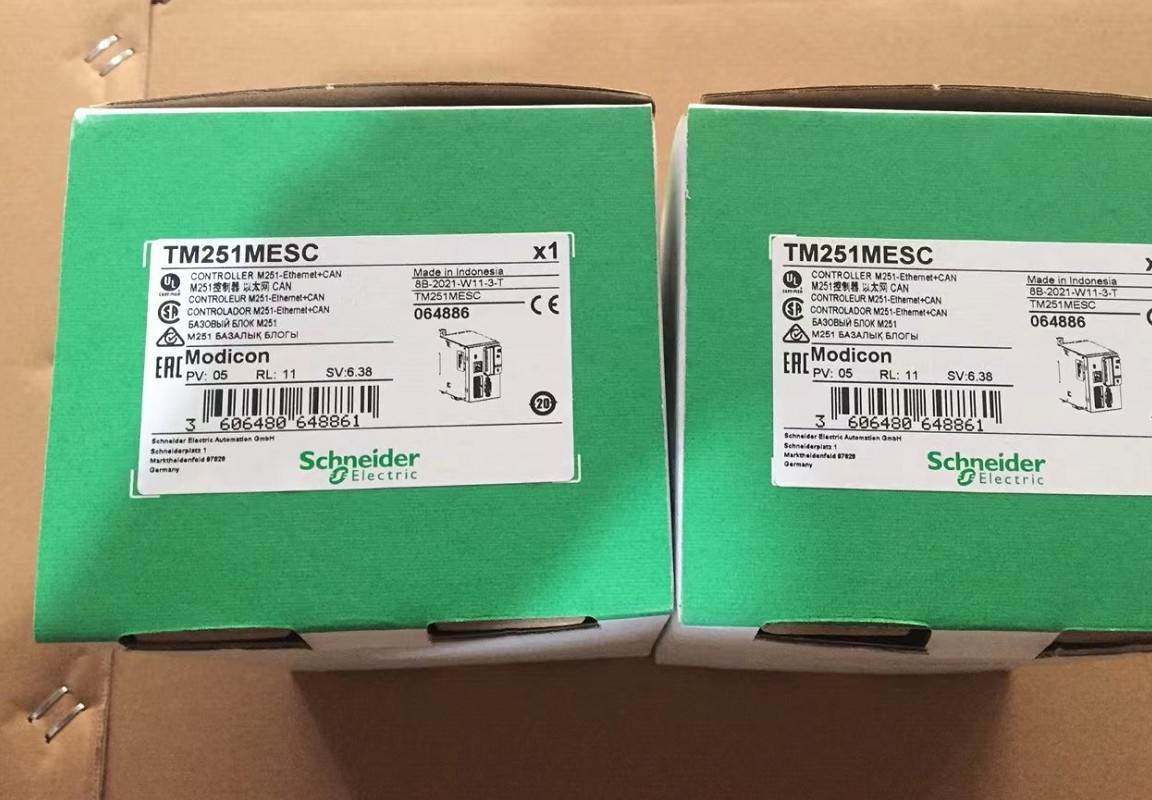 TM251MESC x1
CONTROLLER M251-Ethernet+CAN
M251控制器 以太网 CAN
CONTROLEUR M251-Ethernet+CAN
CONTROLADOR M251-Ethernet+CAN
БАЗОВЫЙ БЛОК M251
M251 БАЗАЛЫҚ БЛОГЫ
Made in Indonesia
8B-2021-W11-3-T
TM251MESC
064886
CE
UL
SA
EAC
Modicon
PV: 05 RL: 11 SV:6.38
20
3 606480 648861
Schneider Electric Automation GmbH
Schneiderplatz 1
Marktheidenfeld 97828
Germany
Schneider
Electric
TM251MESC
CONTROLLER M251-Ethernet+CAN
M251控制器 以太网 CAN
CONTROLEUR M251-Ethernet+CAN
CONTROLADOR M251-Ethernet+CAN
БАЗОВЫЙ БЛОК M251
M251 БАЗАЛЫҚ БЛОГЫ
Made in Indonesia
8B-2021-W11-3-T
TM251MESC
064886
UL
SA
EAC
Modicon
PV: 05 RL: 11 SV:6.38
3 606480 648861
Schneider Electric Automation GmbH
Schneiderplatz 1
Marktheidenfeld 97828
Germany
Schneider
Electric